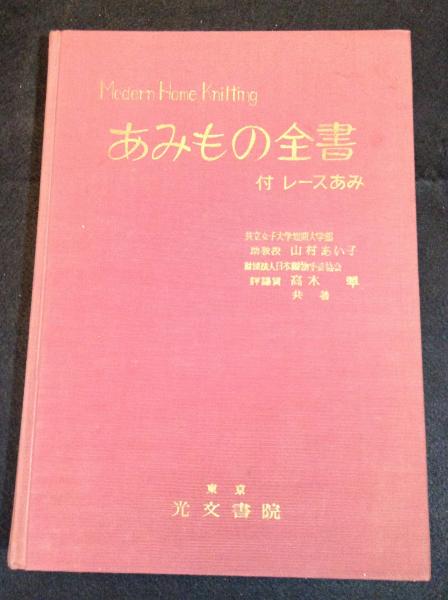 Modern Home Knitting
あみもの全書
付 レースあみ
共立女子大学短期大学部
助教授 山村あい子
財団法人日本編物手芸協会
評議員 高木
共著
東京
光文書院